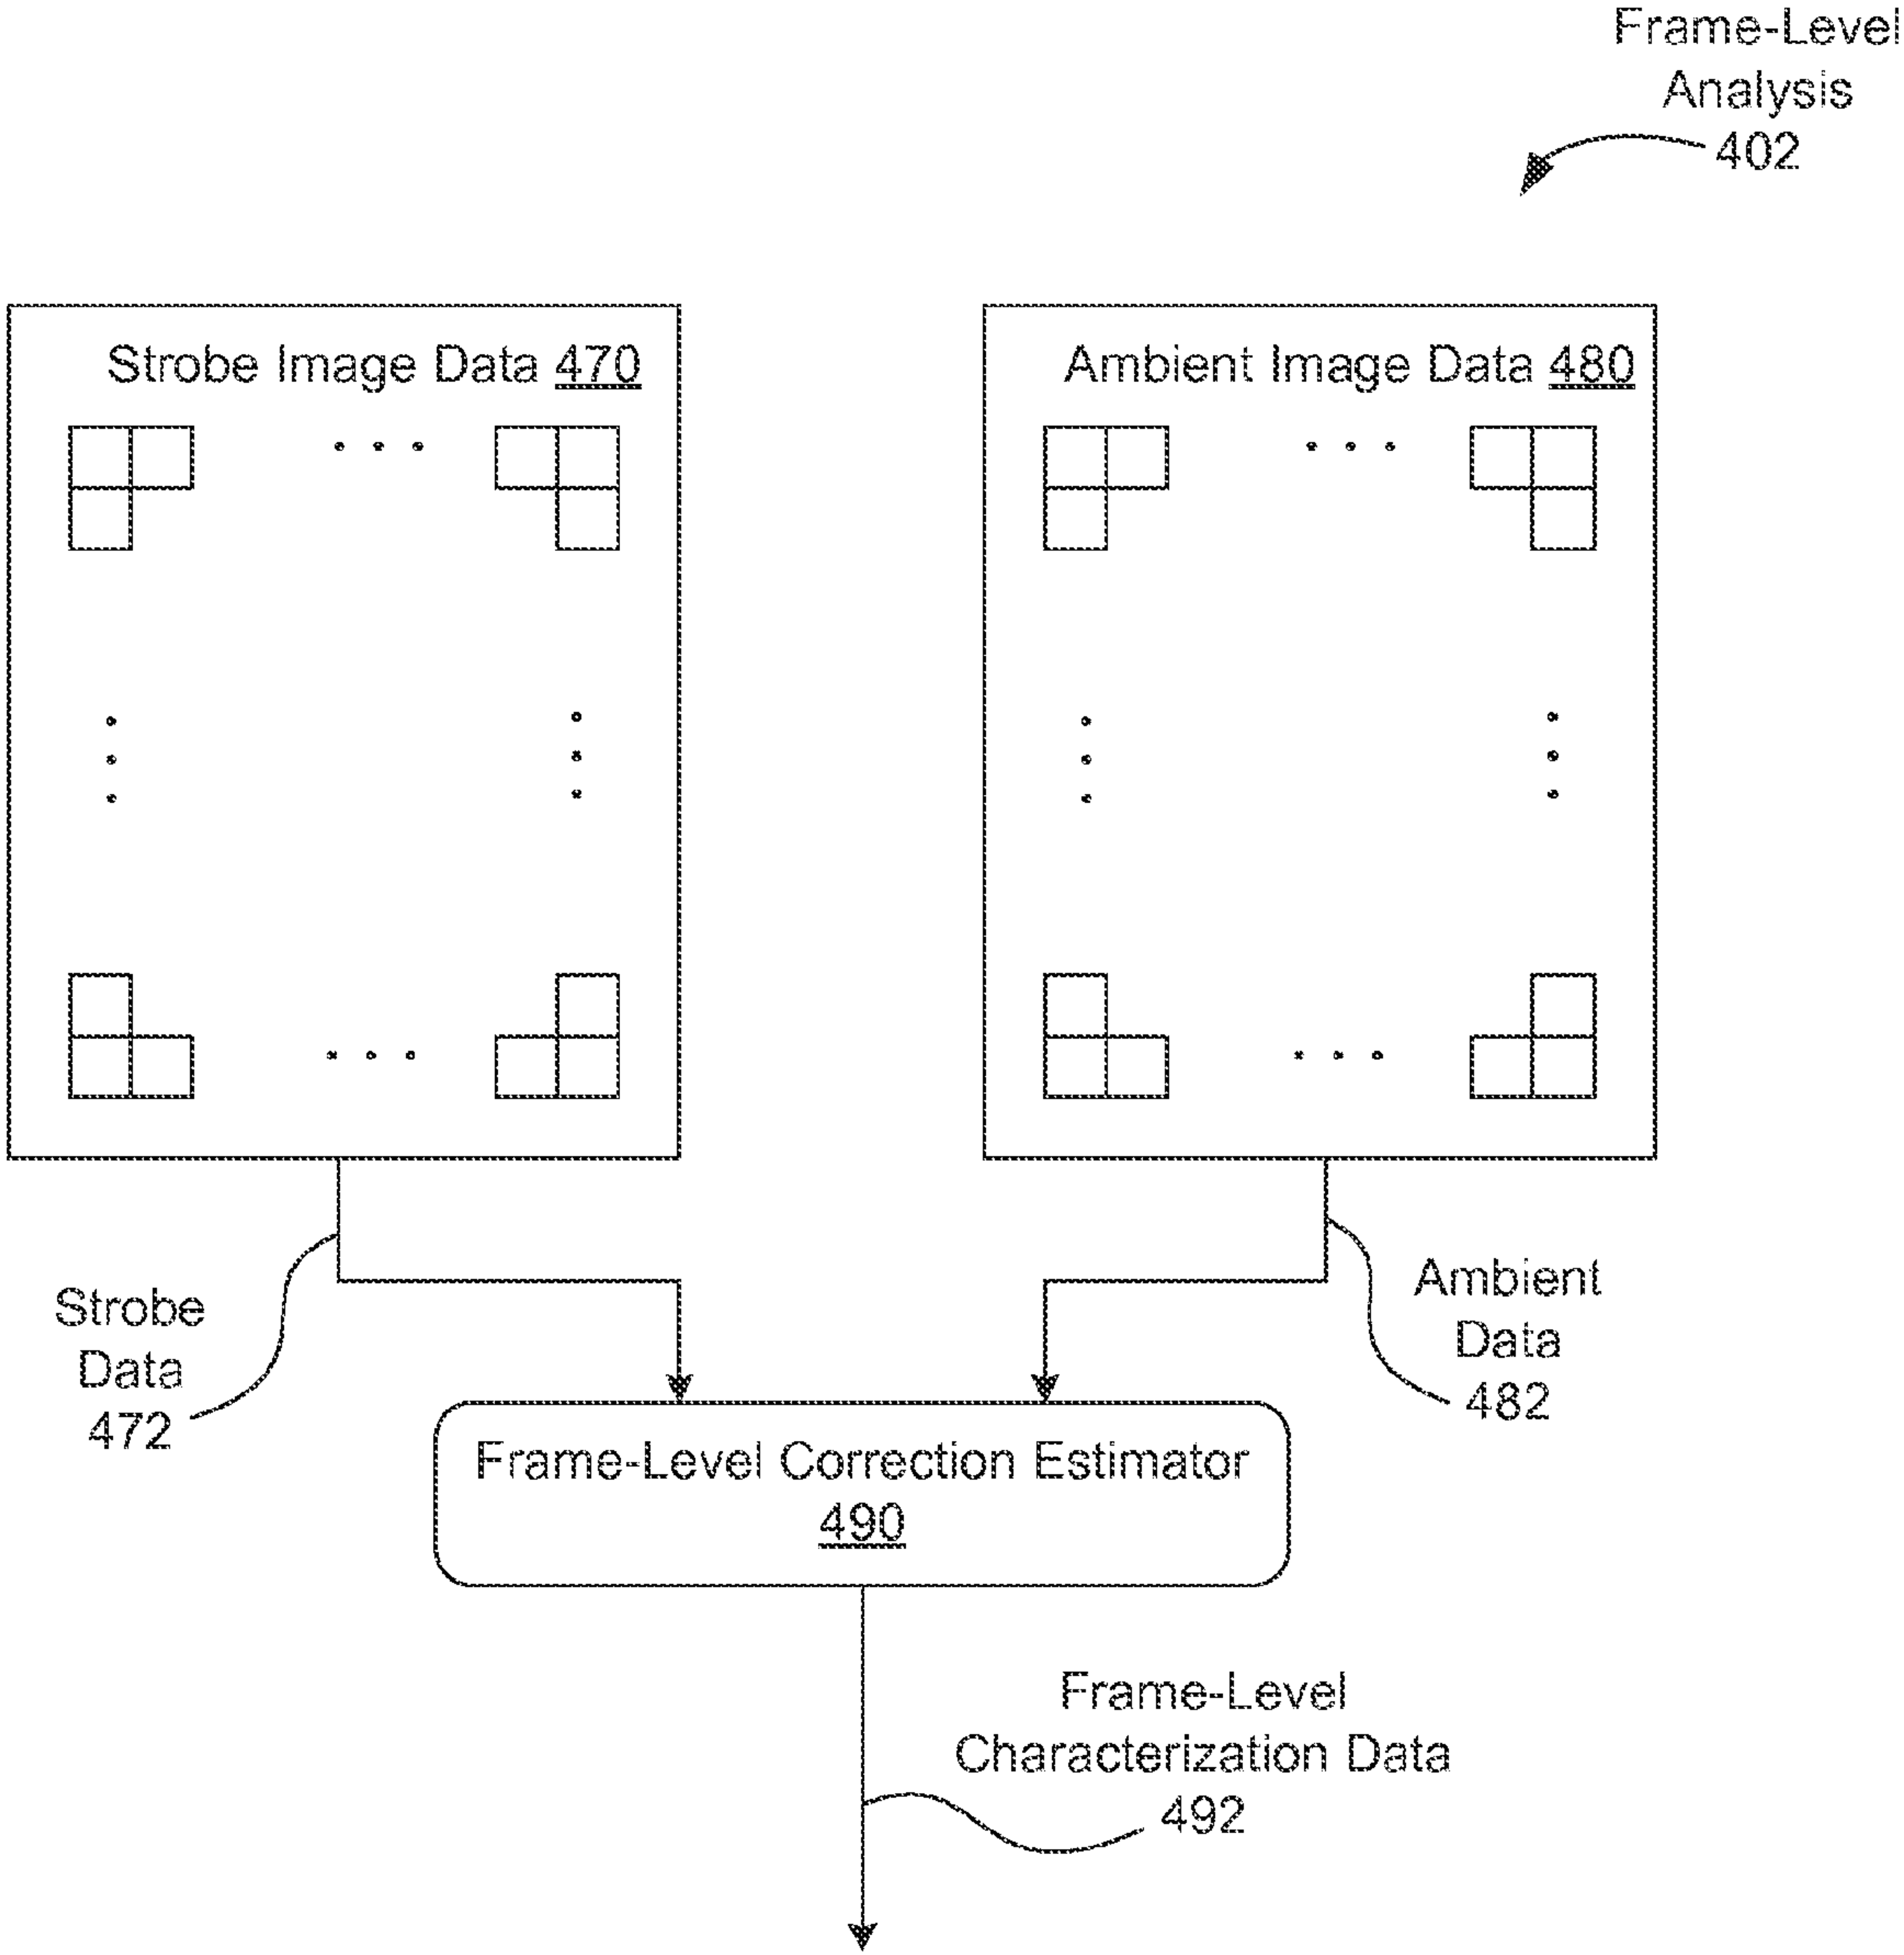 Frame-Level
Analysis
402
Strobe Image Data 470
Ambient Image Data 480
Strobe
Data
472
Ambient
Data
482
Frame-Level Correction Estimator
490
Frame-Level
Characterization Data
492